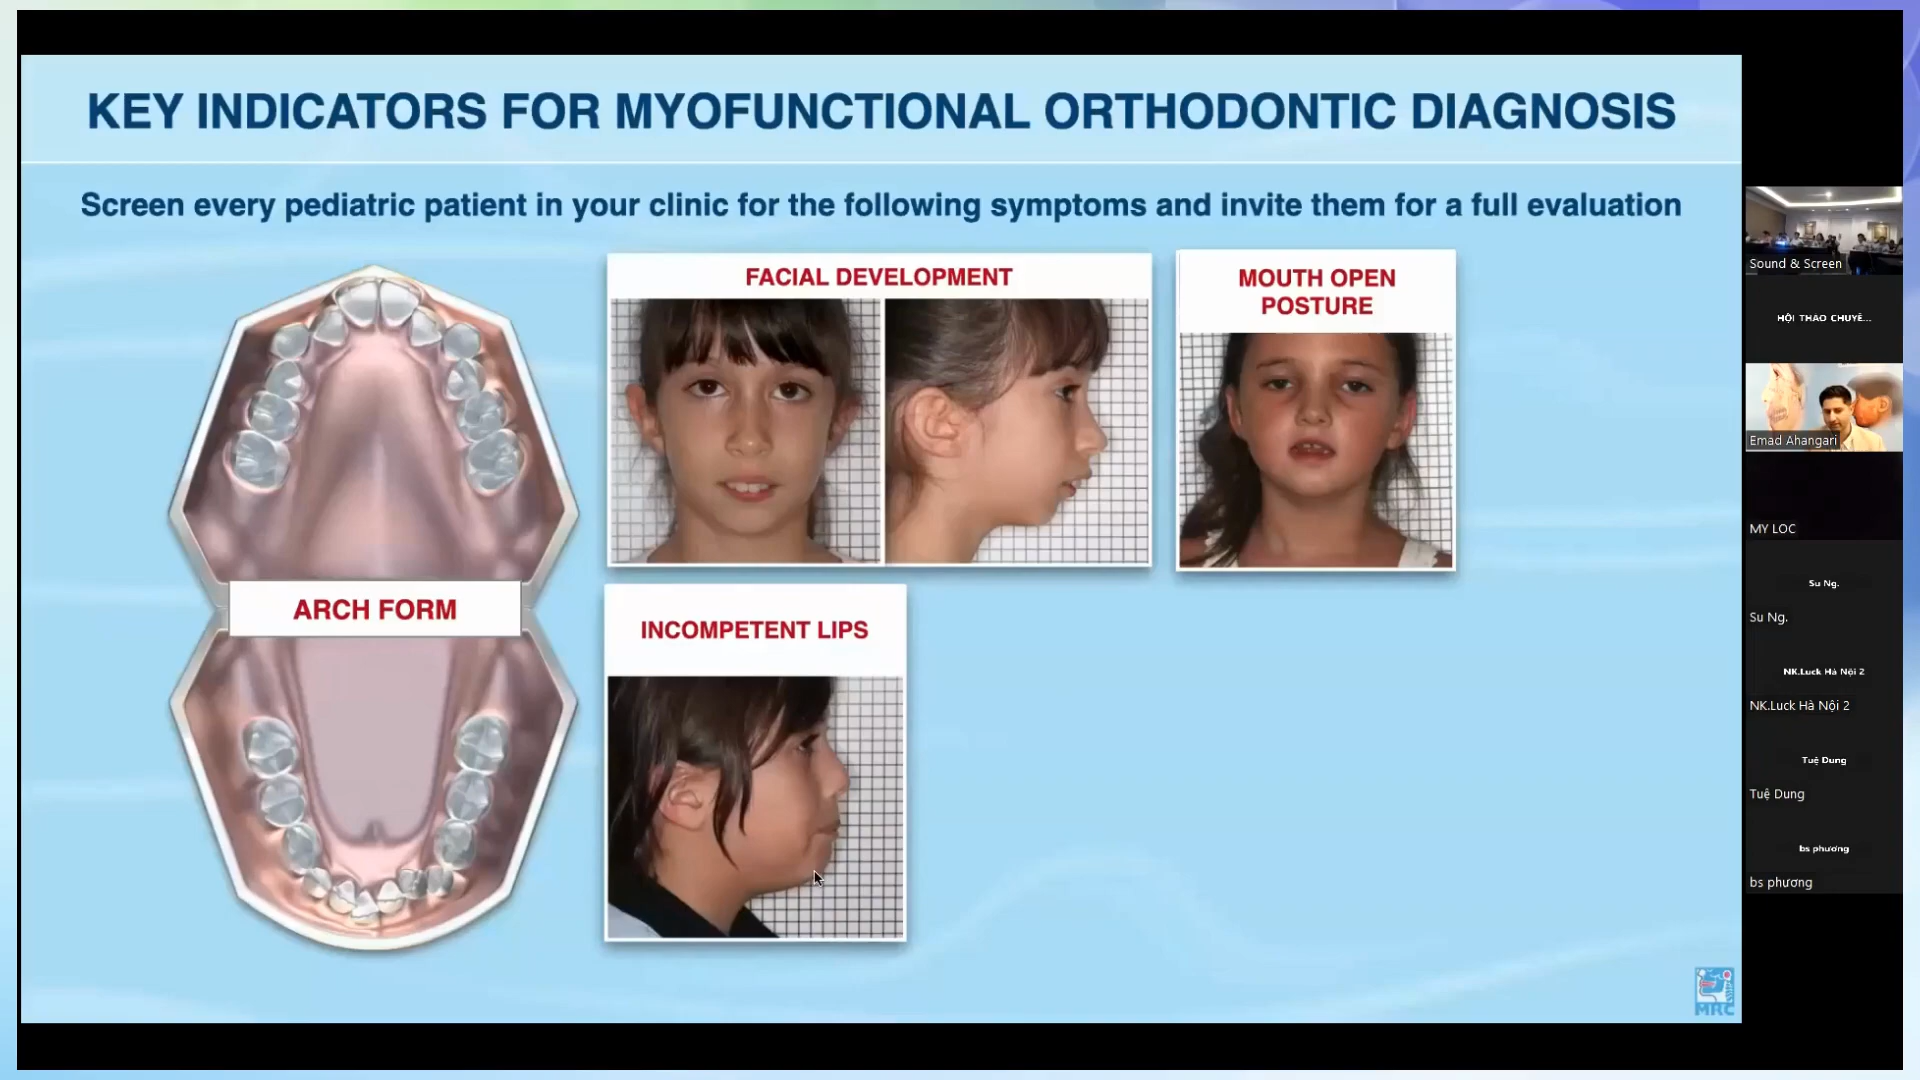 KEY INDICATORS FOR MYOFUNCTIONAL ORTHODONTIC DIAGNOSIS
Screen every pediatric patient in your clinic for the following symptoms and invite them for a full evaluation
FACIAL DEVELOPMENT
MOUTH OPEN
POSTURE
ARCH FORM
INCOMPETENT LIPS
MRC
Sound & Screen
HỘI THẢO CHUYÊ...
Emad Ahangari
MY LOC
Su Ng.
Su Ng.
NK.Luck Hà Nội 2
NK.Luck Hà Nội 2
Tuệ Dung
Tuệ Dung
bs phương
bs phương